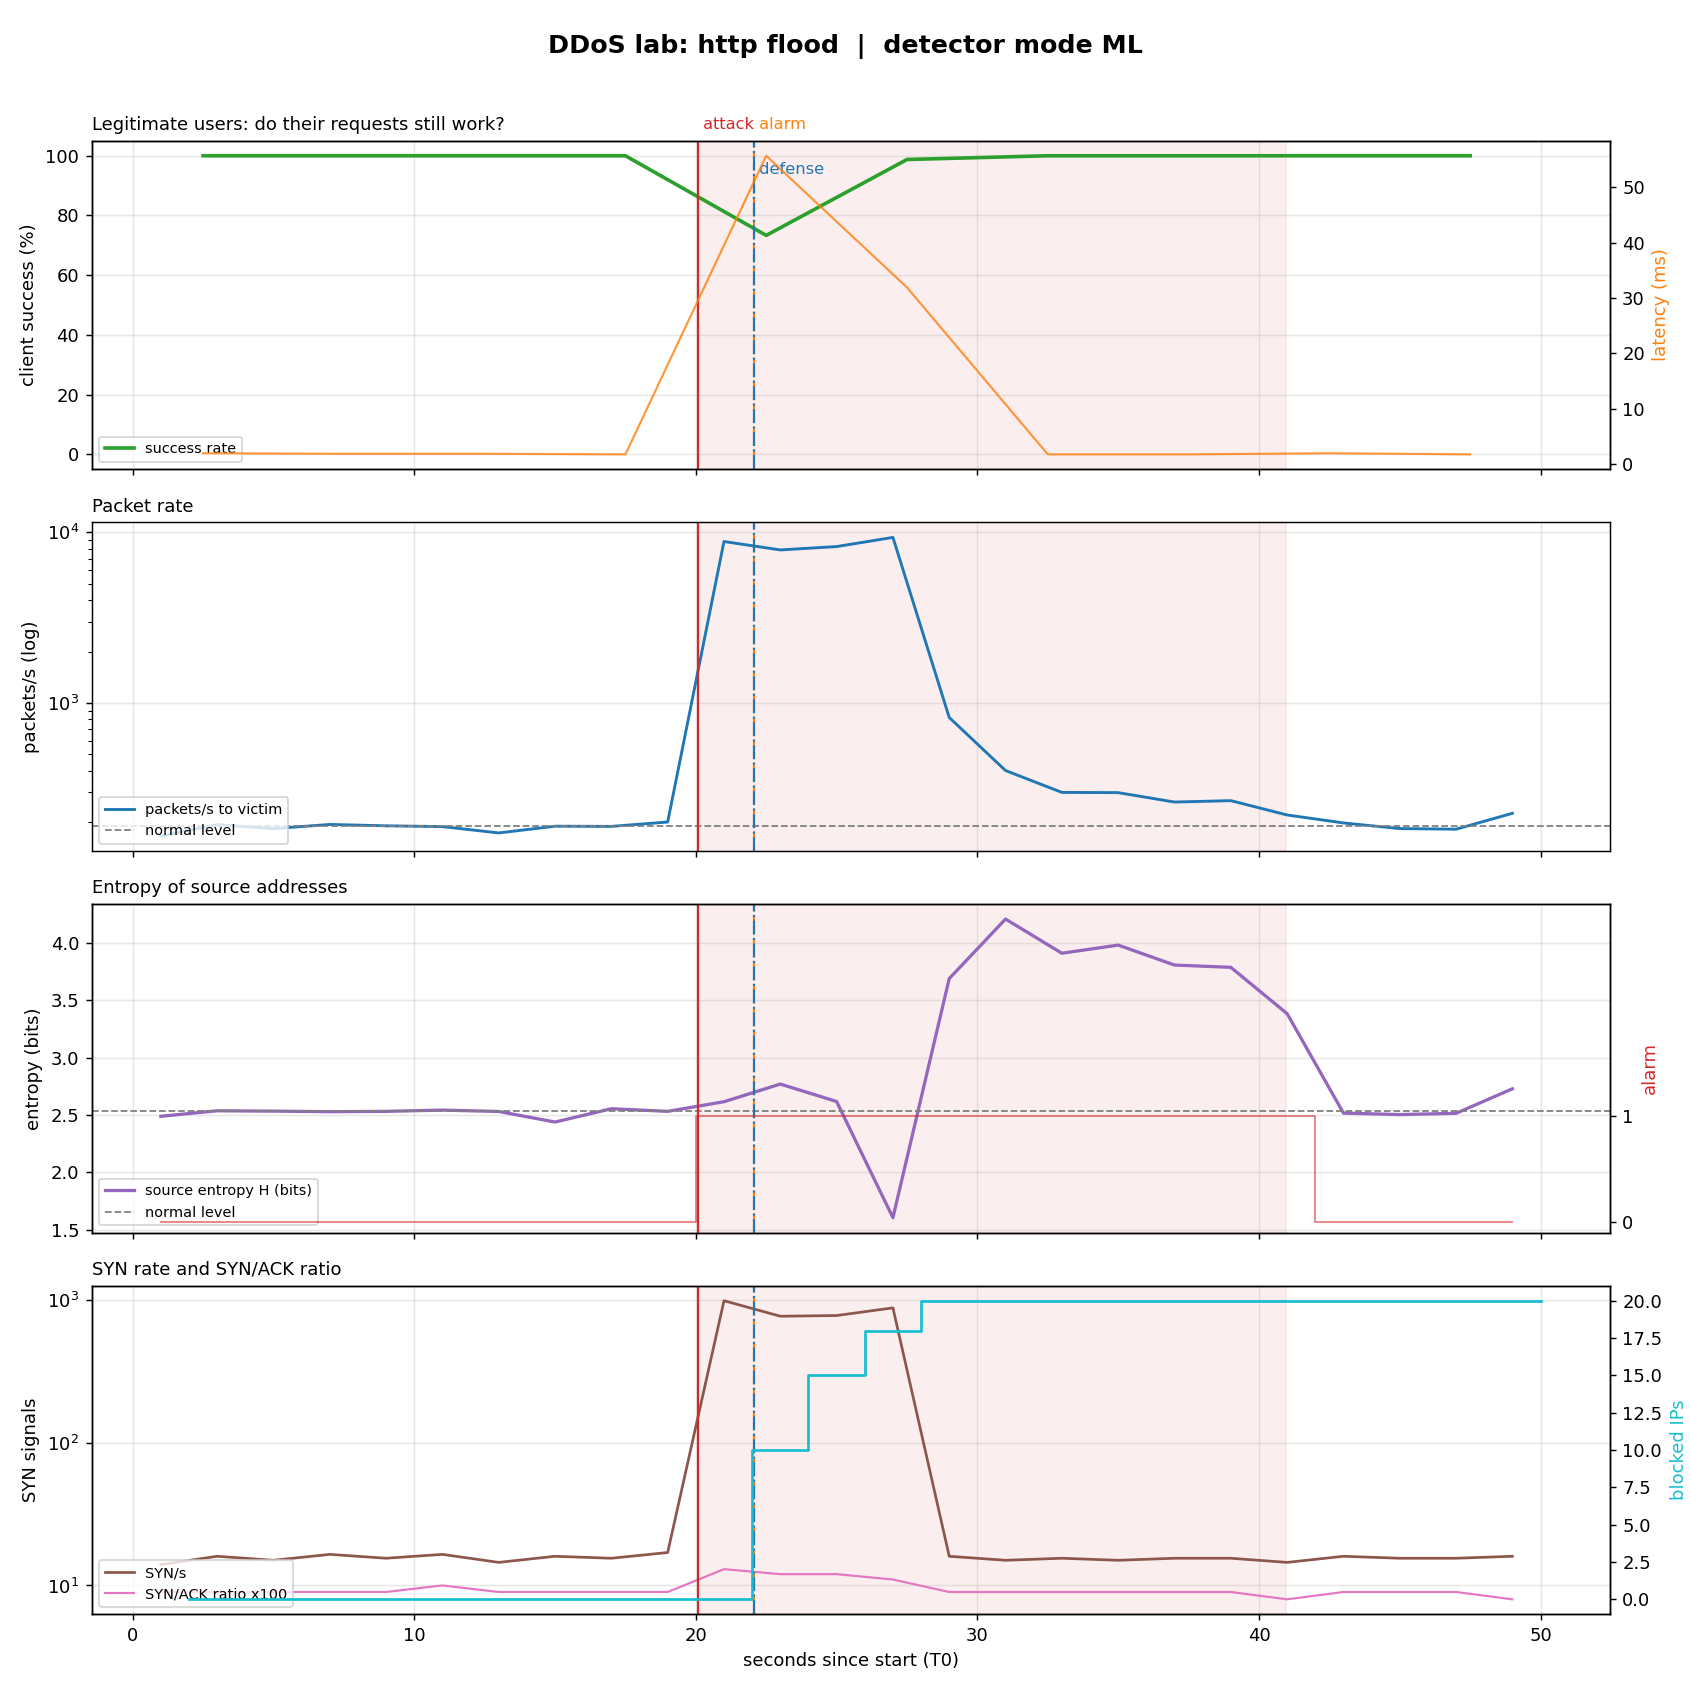 DDoS lab: http flood | detector mode ML
Legitimate users: do their requests still work?
attack alarm
defense
client success (%)
100
80
60
40
20
0
50
40
30
20
10
0
latency (ms)
success rate
Packet rate
packets/s (log)
10^4
10^3
packets/s to victim
normal level
Entropy of source addresses
entropy (bits)
4.0
3.5
3.0
2.5
2.0
1.5
alarm
1
0
source entropy H (bits)
normal level
SYN rate and SYN/ACK ratio
SYN signals
10^3
10^2
10^1
20.0
17.5
15.0
12.5
10.0
7.5
5.0
2.5
0.0
blocked IPs
SYN/s
SYN/ACK ratio x100
0 10 20 30 40 50
seconds since start (T0)